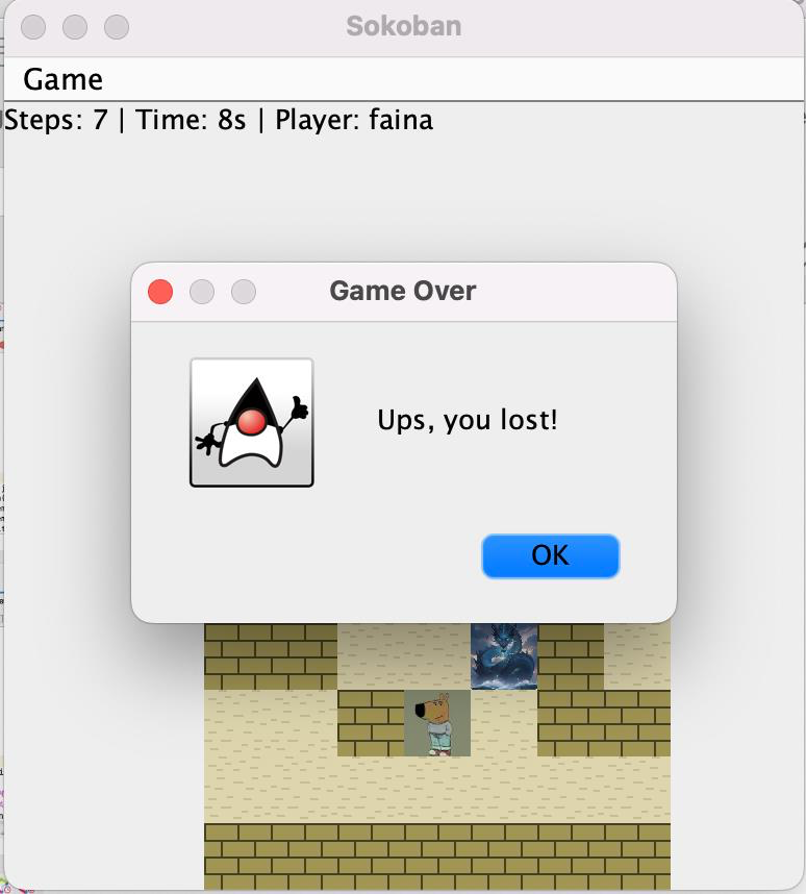 Sokoban
Game
Steps: 7 | Time: 8s | Player: faina
Game Over
Ups, you lost!
OK